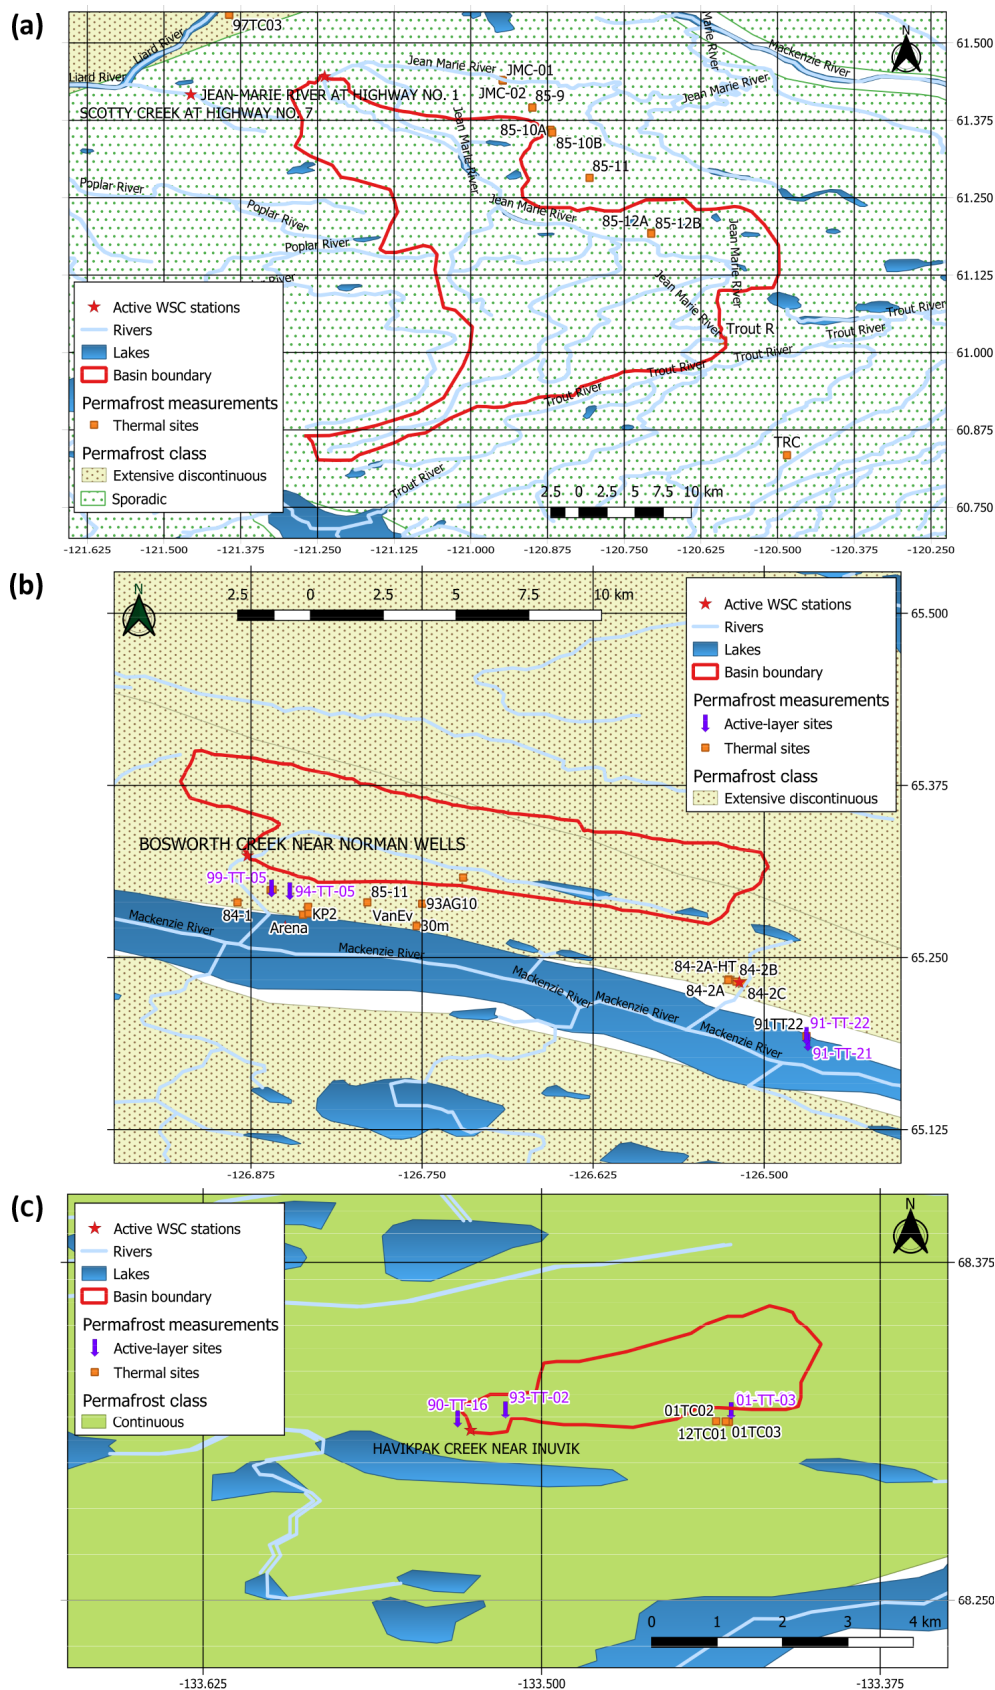 (a)
97TC03
Liard River
Liard River
JEAN-MARIE RIVER AT HIGHWAY NO. 1
SCOTTY CREEK AT HIGHWAY NO. 7
Jean Marie River
JMC-01
JMC-02
85-9
85-10A
85-10B
85-11
Marie River
Mackenzie River
N
Jean Marie River
Jean Marie River
Jean Marie River
Poplar River
Poplar River
Poplar River
85-12A
85-12B
Jean Marie River
Jean Marie River
Trout R
Trout River
Trout River
Trout River
Trout River
Trout River
Trout River
TRC
Active WSC stations
Rivers
Lakes
Basin boundary
Permafrost measurements
Thermal sites
Permafrost class
Extensive discontinuous
Sporadic
2.5 0 2.5 5 7.5 10 km
61.500
61.375
61.250
61.125
61.000
60.875
60.750
-121.625 -121.500 -121.375 -121.250 -121.125 -121.000 -120.875 -120.750 -120.625 -120.500 -120.375 -120.250
(b)
N
2.5 0 2.5 5 7.5 10 km
Active WSC stations
Rivers
Lakes
Basin boundary
Permafrost measurements
Active-layer sites
Thermal sites
Permafrost class
Extensive discontinuous
BOSWORTH CREEK NEAR NORMAN WELLS
99-TT-05
94-TT-05
84-1
Arena
KP2
85-11
VanEv
93AG10
30m
Mackenzie River
Mackenzie River
Mackenzie River
Mackenzie River
Mackenzie River
84-2A-HT
84-2B
84-2A
84-2C
91TT22
91-TT-22
91-TT-21
65.500
65.375
65.250
65.125
-126.875 -126.750 -126.625 -126.500
(c)
Active WSC stations
Rivers
Lakes
Basin boundary
Permafrost measurements
Active-layer sites
Thermal sites
Permafrost class
Continuous
N
90-TT-16
93-TT-02
HAVIKPAK CREEK NEAR INUVIK
01TC02
01-TT-03
12TC01
01TC03
0 1 2 3 4 km
68.375
68.250
-133.625 -133.500 -133.375